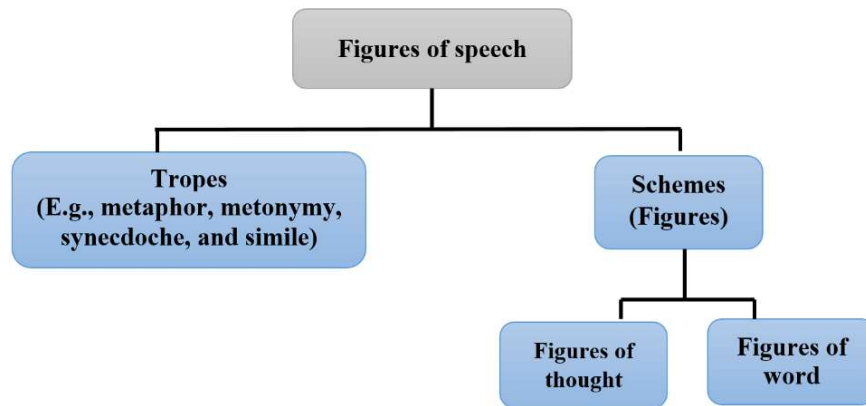 Figures of speech
Tropes
(E.g., metaphor, metonymy,
synecdoche, and simile)
Schemes
(Figures)
Figures of
thought
Figures of
word